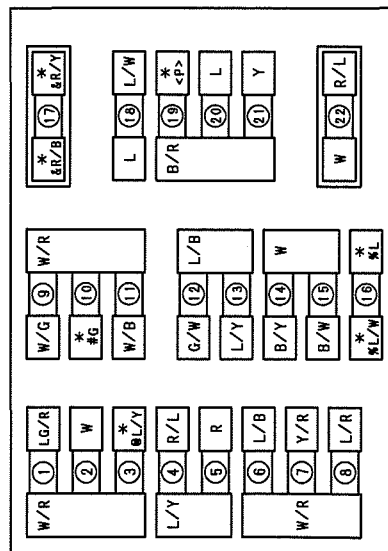 W/R ① LG/R
② W
③ * @L/Y
L/Y ④ R/L
⑤ R
W/R ⑥ L/B
⑦ Y/R
⑧ L/R
W/G ⑨ W/R
* #G ⑩
W/B ⑪
G/W ⑫ L/B
L/Y ⑬
B/Y ⑭ W
B/W ⑮
* %L/W ⑯ * %L
* &R/B ⑰ * &R/Y
L ⑱ L/W
B/R ⑲ * <P>
⑳ L
㉑ Y
W ㉒ R/L